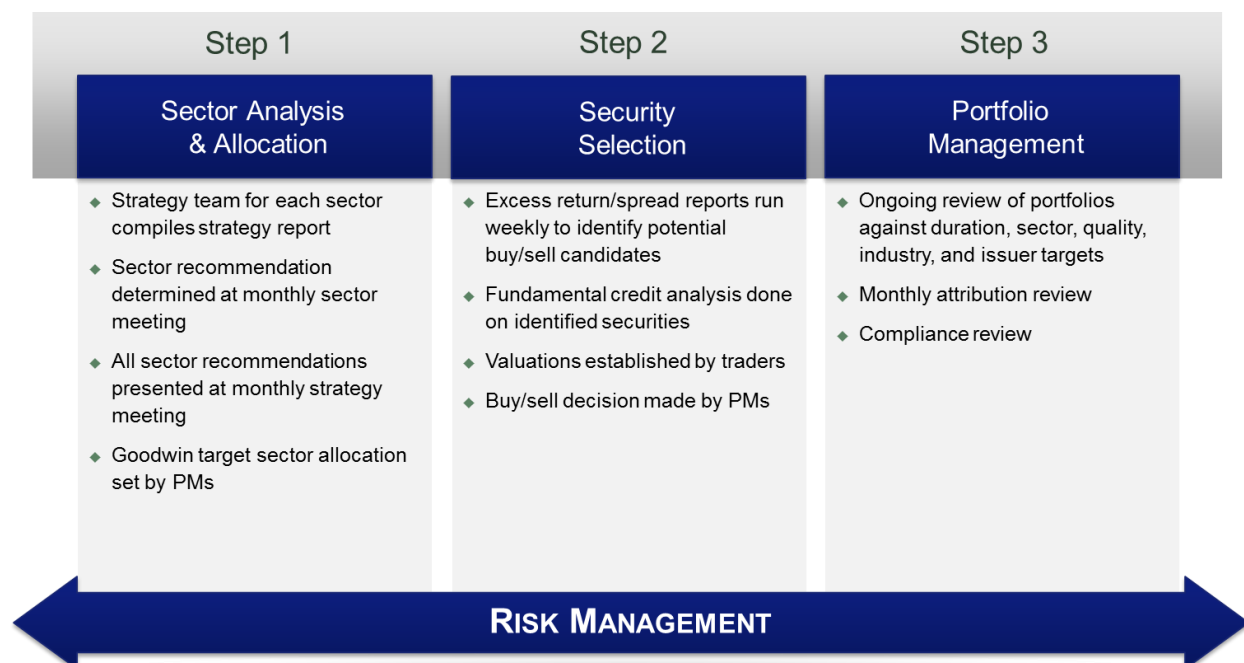 Step 1
Sector Analysis
& Allocation
Strategy team for each sector
compiles strategy report
Sector recommendation
determined at monthly sector
meeting
All sector recommendations
presented at monthly strategy
meeting
Goodwin target sector allocation
set by PMs
Step 2
Security
Selection
Excess return/spread reports run
weekly to identify potential
buy/sell candidates
Fundamental credit analysis done
on identified securities
Valuations established by traders
Buy/sell decision made by PMs
Step 3
Portfolio
Management
Ongoing review of portfolios
against duration, sector, quality,
industry, and issuer targets
Monthly attribution review
Compliance review
RISK MANAGEMENT